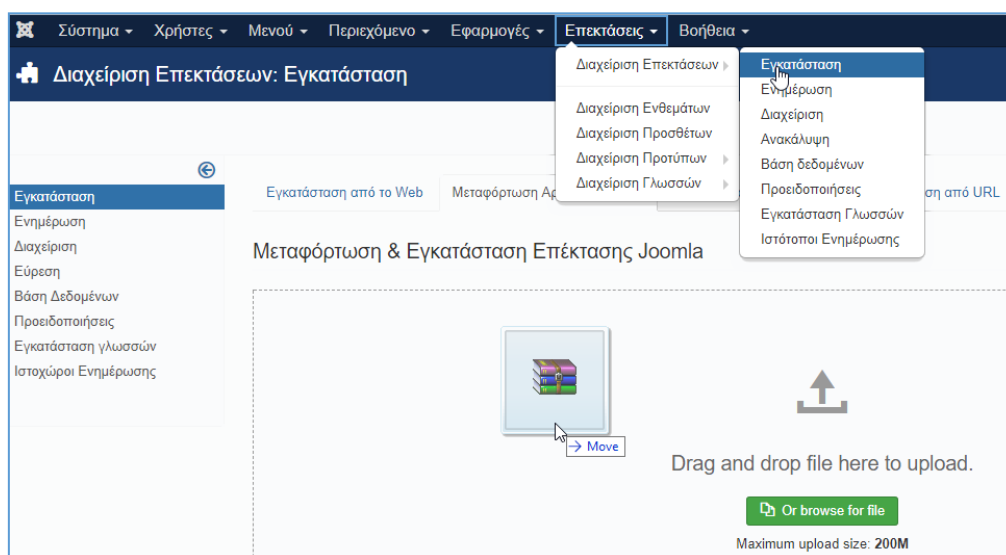 Σύστημα Χρήστες Μενού Περιεχόμενο Εφαρμογές Επεκτάσεις Βοήθεια
Διαχείριση Επεκτάσεων: Εγκατάσταση
Διαχείριση Επεκτάσεων
Διαχείριση Ενθεμάτων
Διαχείριση Προσθέτων
Διαχείριση Προτύπων
Διαχείριση Γλωσσών
Εγκατάσταση
Ενημέρωση
Διαχείριση
Ανακάλυψη
Βάση δεδομένων
Προειδοποιήσεις
Εγκατάσταση Γλωσσών
Ιστότοποι Ενημέρωσης
Εγκατάσταση
Ενημέρωση
Διαχείριση
Εύρεση
Βάση Δεδομένων
Προειδοποιήσεις
Εγκατάσταση γλωσσών
Ιστοχώροι Ενημέρωσης
Εγκατάσταση από το Web Μεταφόρτωση από URL
Μεταφόρτωση & Εγκατάσταση Επέκτασης Joomla
Move
Drag and drop file here to upload.
Or browse for file
Maximum upload size: 200M